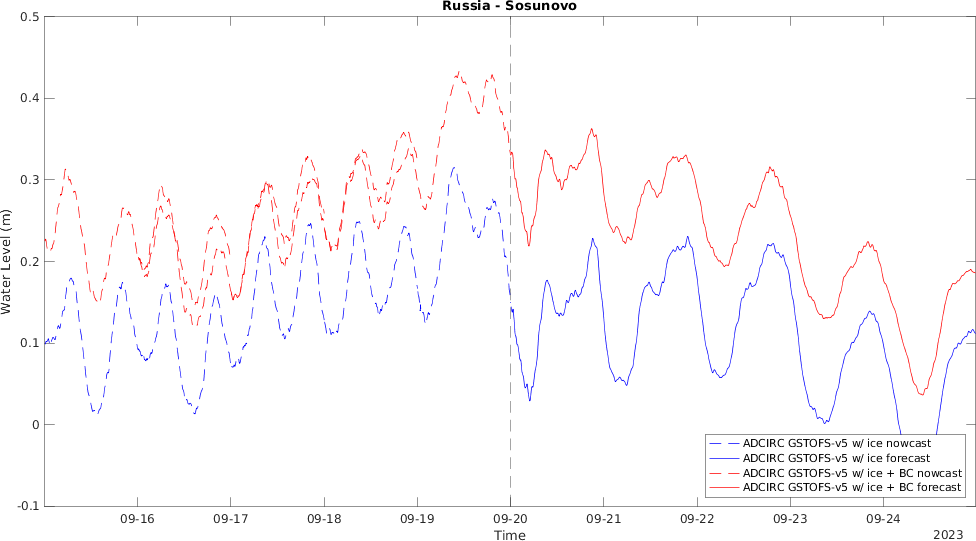 Russia - Sosunovo
0.5
0.4
0.3
0.2
0.1
0
-0.1
Water Level (m)
ADCIRC GSTOFS-v5 w/ ice nowcast
ADCIRC GSTOFS-v5 w/ ice forecast
ADCIRC GSTOFS-v5 w/ ice + BC nowcast
ADCIRC GSTOFS-v5 w/ ice + BC forecast
09-16 09-17 09-18 09-19 09-20 09-21 09-22 09-23 09-24
Time
2023